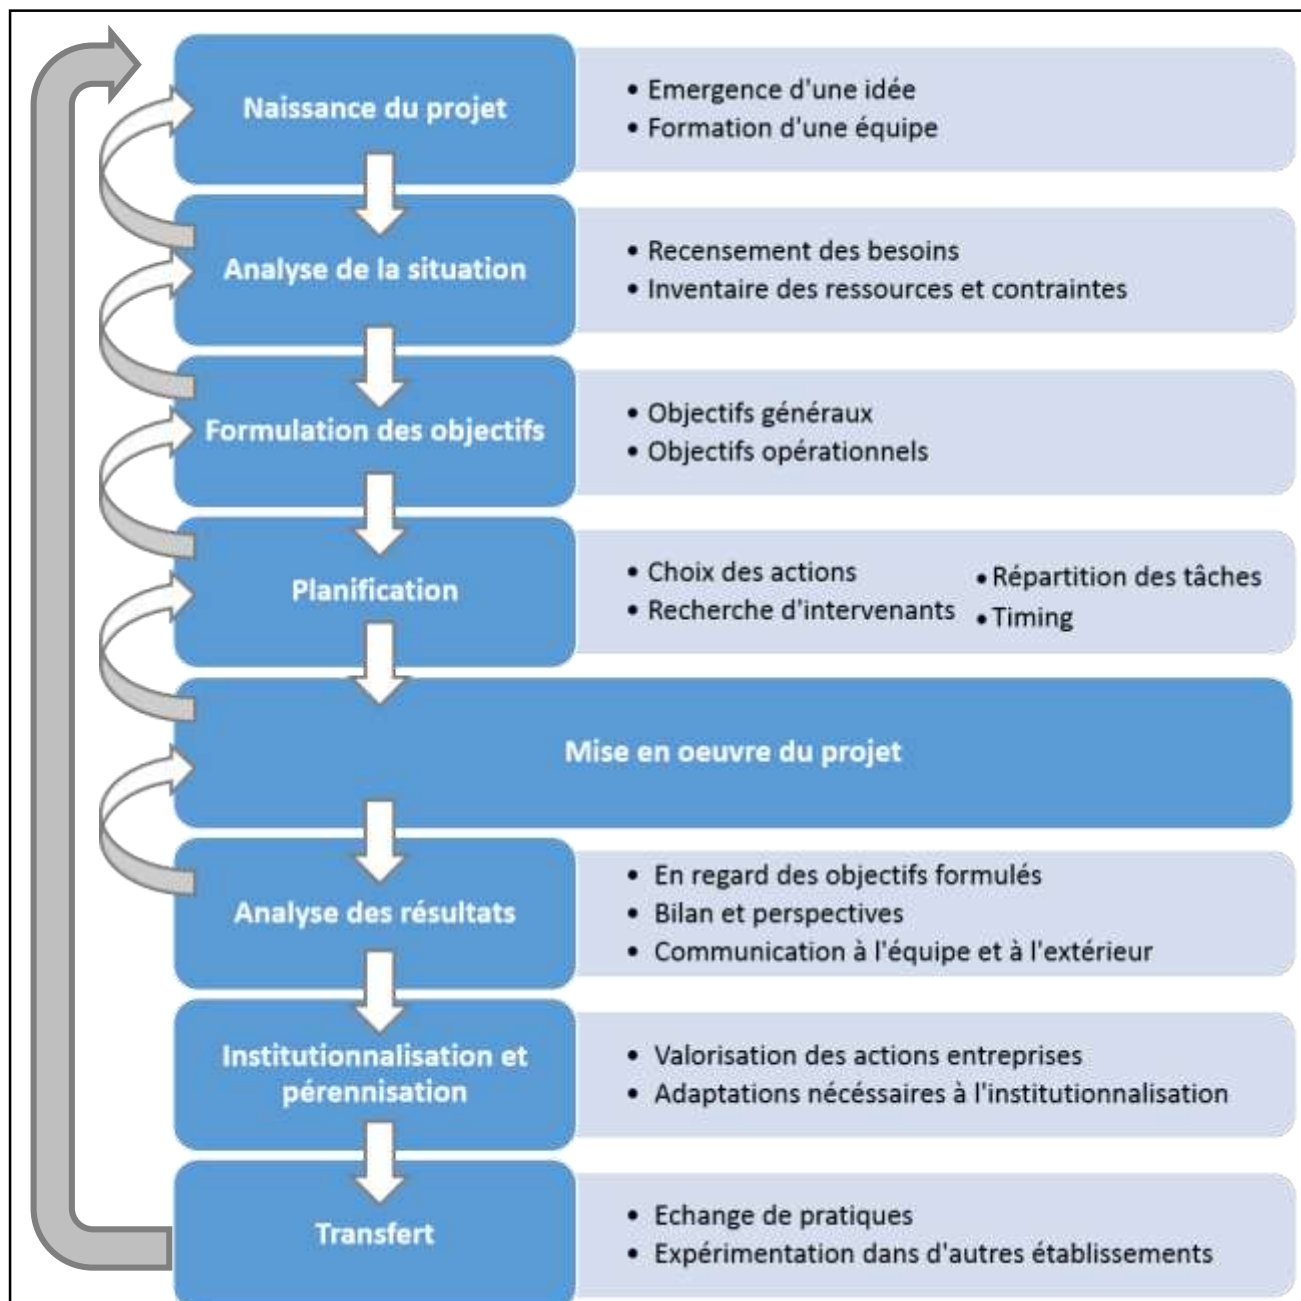 Naissance du projet
• Emergence d'une idée
• Formation d'une équipe
Analyse de la situation
• Recensement des besoins
• Inventaire des ressources et contraintes
Formulation des objectifs
• Objectifs généraux
• Objectifs opérationnels
Planification
• Choix des actions
• Recherche d'intervenants
• Répartition des tâches
• Timing
Mise en oeuvre du projet
Analyse des résultats
• En regard des objectifs formulés
• Bilan et perspectives
• Communication à l'équipe et à l'extérieur
Institutionnalisation et
pérennisation
• Valorisation des actions entreprises
• Adaptations nécéssaires à l'institutionnalisation
Transfert
• Echange de pratiques
• Expérimentation dans d'autres établissements